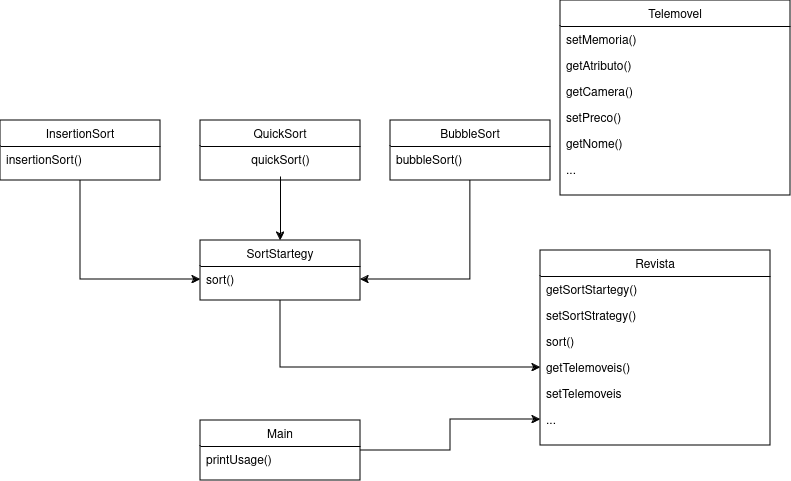 Telemovel
setMemoria()
getAtributo()
getCamera()
setPreco()
getNome()
...
InsertionSort
insertionSort()
QuickSort
quickSort()
BubbleSort
bubbleSort()
SortStartegy
sort()
Revista
getSortStartegy()
setSortStrategy()
sort()
getTelemoveis()
setTelemoveis
...
Main
printUsage()